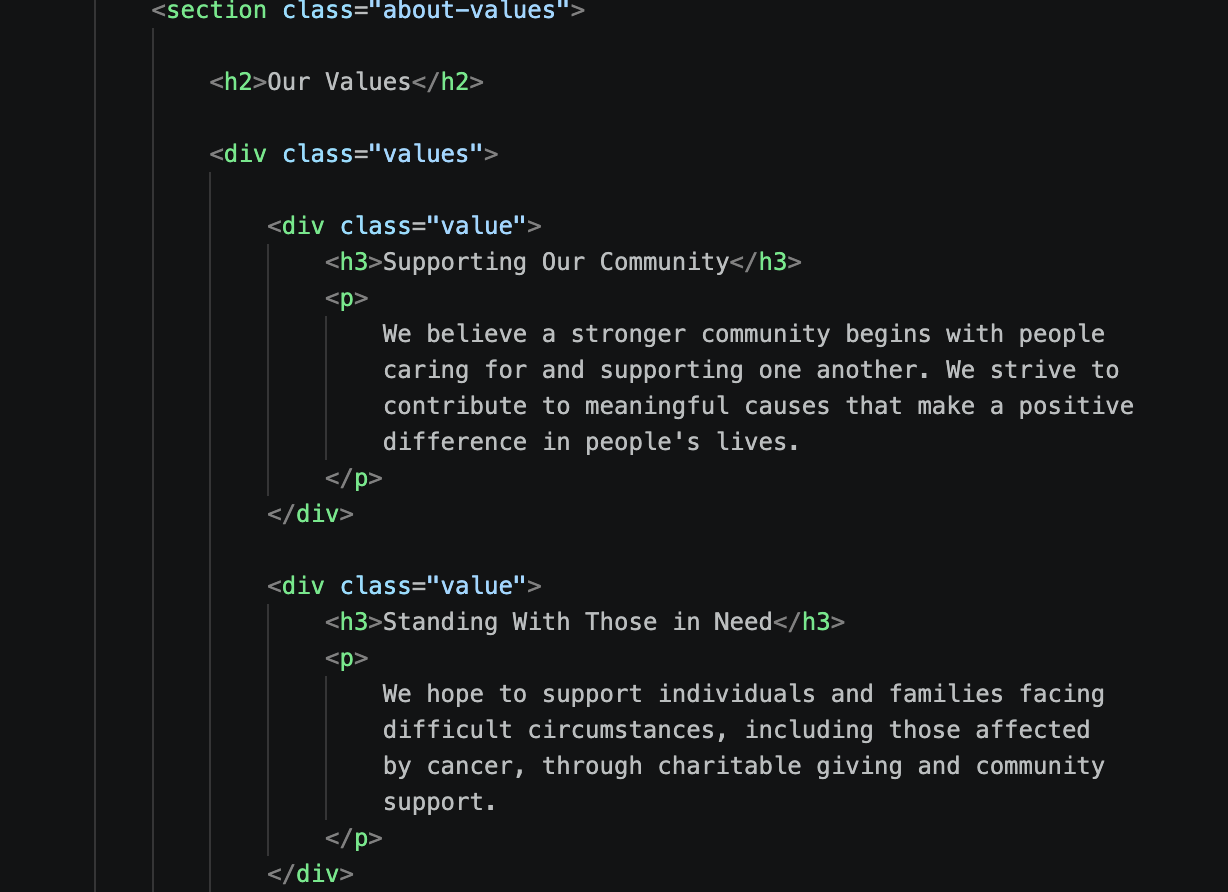 <section class="about-values">
<h2>Our Values</h2>
<div class="values">
<div class="value">
<h3>Supporting Our Community</h3>
<p>
We believe a stronger community begins with people
caring for and supporting one another. We strive to
contribute to meaningful causes that make a positive
difference in people's lives.
</p>
</div>
<div class="value">
<h3>Standing With Those in Need</h3>
<p>
We hope to support individuals and families facing
difficult circumstances, including those affected
by cancer, through charitable giving and community
support.
</p>
</div>